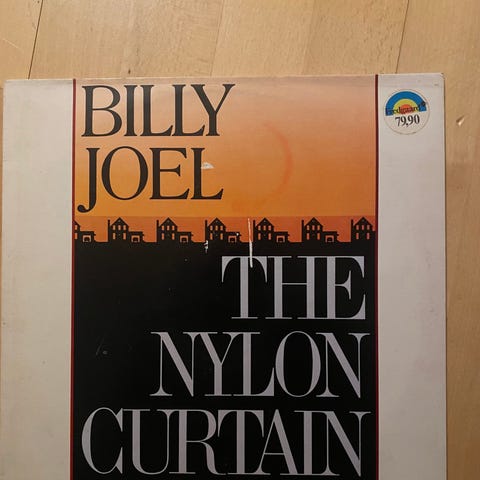 BILLY
JOEL
79,90
THE
NYLON
CURTAIN